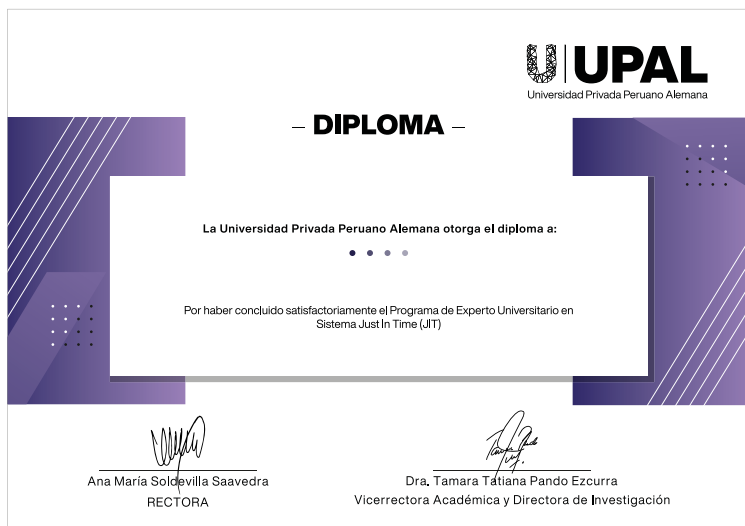 UPAL
Universidad Privada Peruano Alemana
– DIPLOMA –
La Universidad Privada Peruano Alemana otorga el diploma a:
Por haber concluido satisfactoriamente el Programa de Experto Universitario en
Sistema Just In Time (JIT)
Ana María Soldevilla Saavedra
RECTORA
Dra. Tamara Tatiana Pando Ezcurra
Vicerrectora Académica y Directora de Investigación